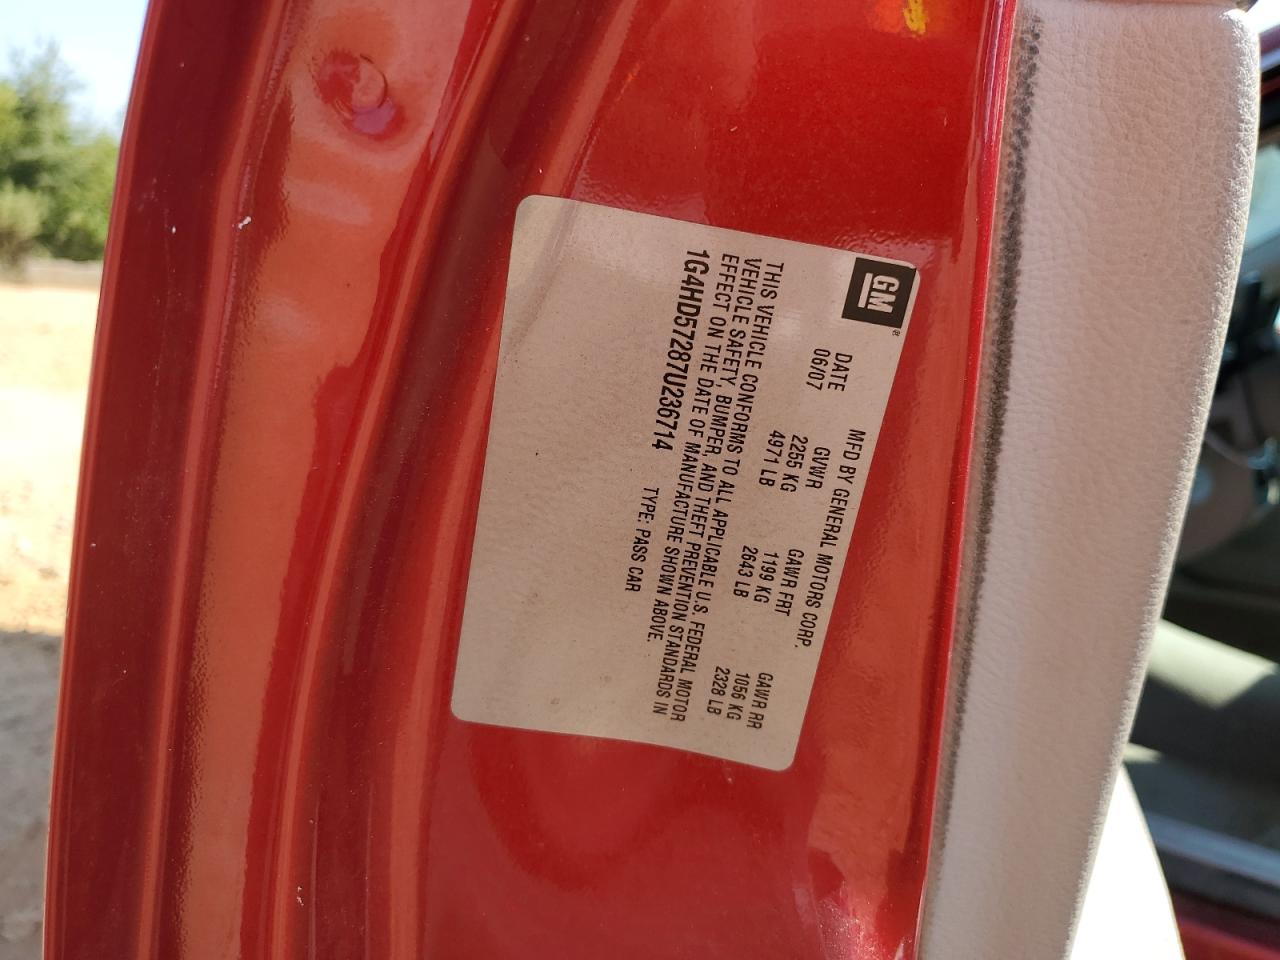 GM®
MFD BY GENERAL MOTORS CORP.
DATE GVWR GAWR FRT GAWR RR
06/07 2255 KG 1199 KG 1056 KG
4971 LB 2643 LB 2328 LB
THIS VEHICLE CONFORMS TO ALL APPLICABLE U.S. FEDERAL MOTOR
VEHICLE SAFETY, BUMPER, AND THEFT PREVENTION STANDARDS IN
EFFECT ON THE DATE OF MANUFACTURE SHOWN ABOVE.
1G4HD57287U236714 TYPE: PASS CAR